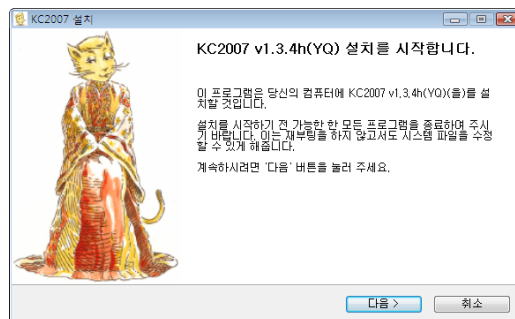 KC2007 설치
KC2007 v1.3.4h(YQ) 설치를 시작합니다.
이 프로그램은 당신의 컴퓨터에 KC2007 v1.3.4h(YQ)(을)를 설
치할 것입니다.
설치를 시작하기 전 가능한 한 모든 프로그램을 종료하여 주시
기 바랍니다. 이는 재부팅을 하지 않고서도 시스템 파일을 수정
할 수 있게 해줍니다.
계속하시려면 '다음' 버튼을 눌러 주세요.
다음 >
취소